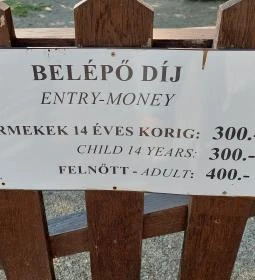 BELÉPŐ DÍJ
ENTRY-MONEY
RMEKEK 14 ÉVES KORIG: 300.-
CHILD 14 YEARS: 300.-
FELNŐTT - ADULT: 400.-